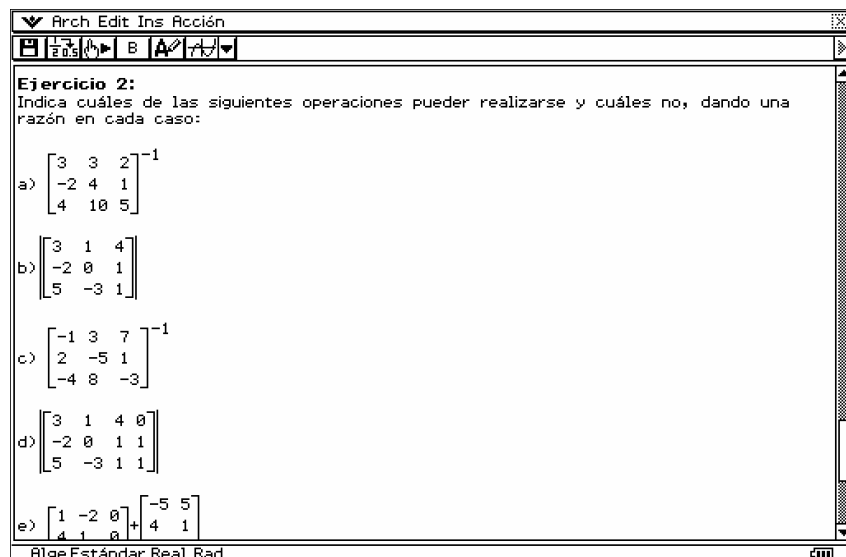 Arch Edit Ins Acción
B A
Ejercicio 2:
Indica cuáles de las siguientes operaciones pueder realizarse y cuáles no, dando una
razón en cada caso:
a) [3 3 2]^-1
[-2 4 1]
[4 10 5]
b) |[3 1 4]|
|[-2 0 1]|
|[5 -3 1]|
c) [-1 3 7]^-1
[2 -5 1]
[-4 8 -3]
d) |[3 1 4 0]|
|[-2 0 1 1]|
|[5 -3 1 1]|
e) [1 -2 0]+[-5 5]
[4 1 0] [4 1]
Alge Estándar Real Rad